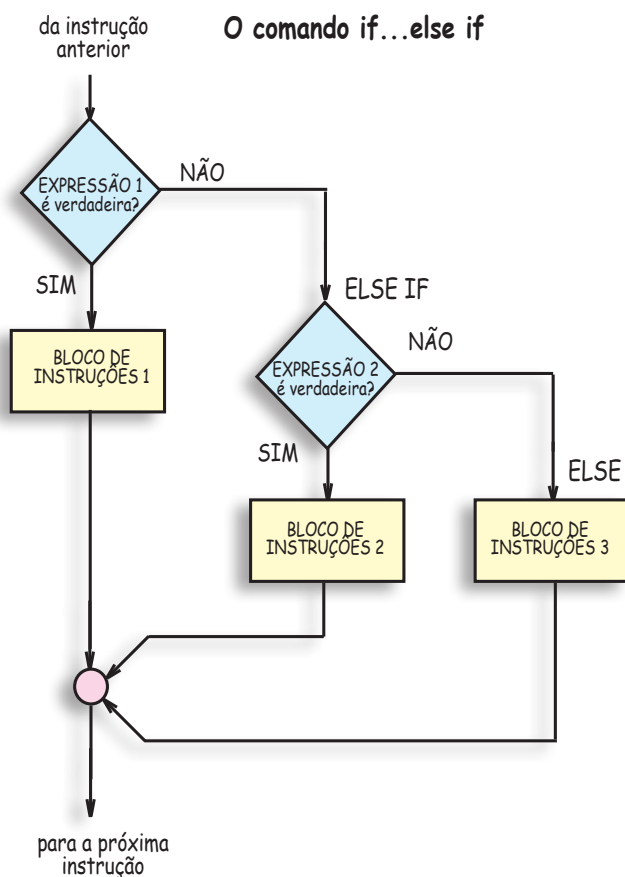 O comando if...else if
da instrução
anterior
EXPRESSÃO 1
é verdadeira?
NÃO
SIM
ELSE IF
BLOCO DE
INSTRUÇÕES 1
EXPRESSÃO 2
é verdadeira?
NÃO
SIM
ELSE
BLOCO DE
INSTRUÇÕES 2
BLOCO DE
INSTRUÇÕES 3
para a próxima
instrução